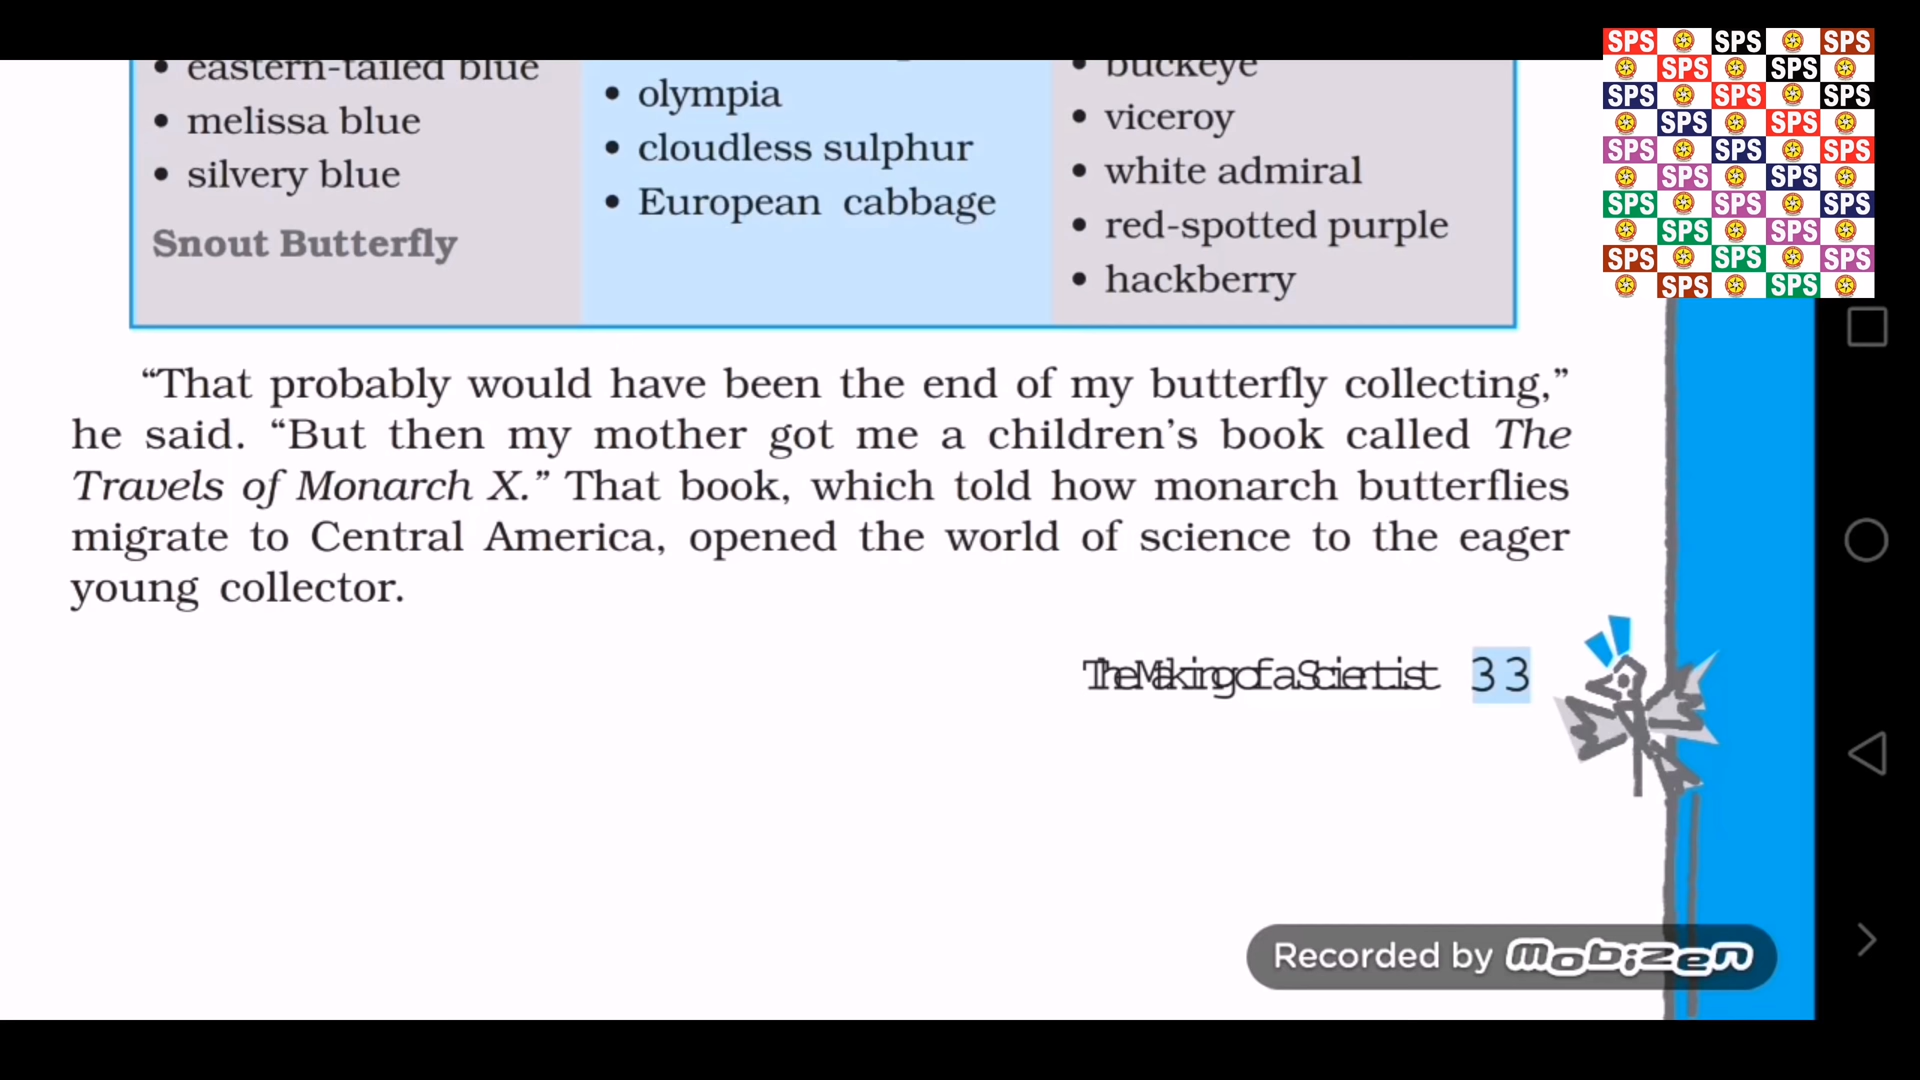 • eastern-tailed blue
• melissa blue
• silvery blue
Snout Butterfly
• olympia
• cloudless sulphur
• European cabbage
• buckeye
• viceroy
• white admiral
• red-spotted purple
• hackberry
“That probably would have been the end of my butterfly collecting,”
he said. “But then my mother got me a children’s book called The
Travels of Monarch X.” That book, which told how monarch butterflies
migrate to Central America, opened the world of science to the eager
young collector.
The Making of a Scientist 33
Recorded by mobizen
SPS SPS SPS
SPS SPS
SPS SPS SPS
SPS SPS
SPS SPS SPS
SPS SPS
SPS SPS SPS
SPS SPS
SPS SPS SPS
SPS SPS